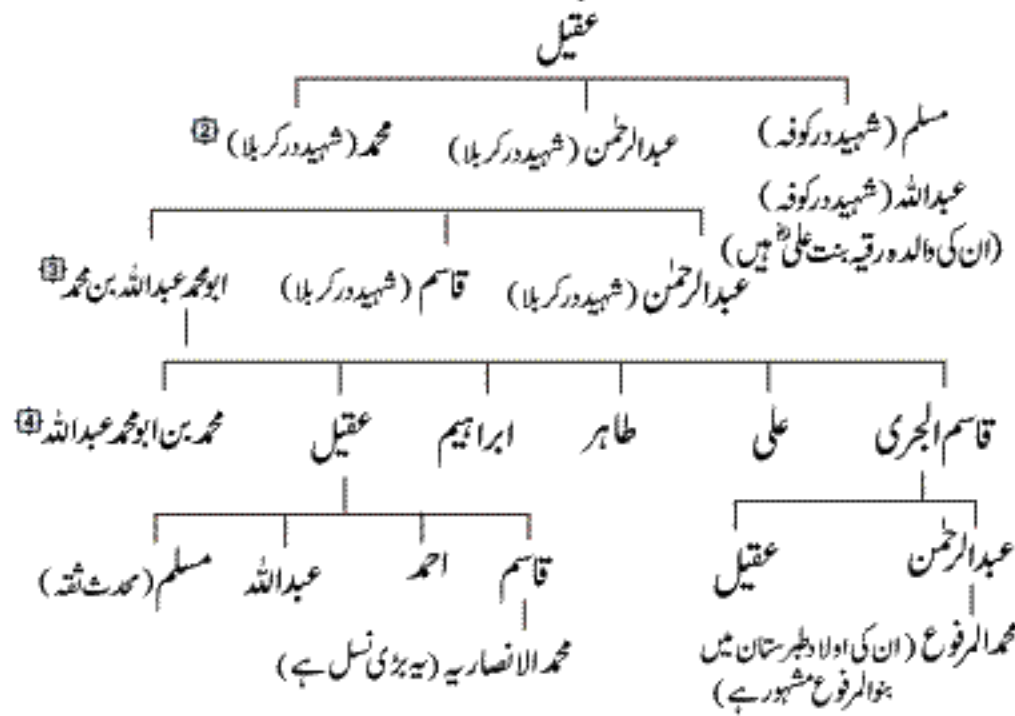 عقیل
مسلم (شہید در کوفہ)
عبدالرحمٰن (شہید در کربلا)
محمد (شہید در کربلا) 2
عبداللہ (شہید در کوفہ)
(ان کی والدہ رقیہ بنت علیؓ ہیں)
عبدالرحمٰن (شہید در کربلا)
قاسم (شہید در کربلا)
ابو محمد عبداللہ بن محمد 3
قاسم الجری
علی
طاہر
ابراہیم
عقیل
محمد بن ابو محمد عبداللہ 4
عبدالرحمٰن
عقیل
قاسم
احمد
عبداللہ
مسلم (محدث ثقہ)
محمد المرفوع (ان کی اولاد طبرستان میں
بنو المرفوع مشہور ہے)
محمد الانصاریہ (یہ بڑی نسل ہے)